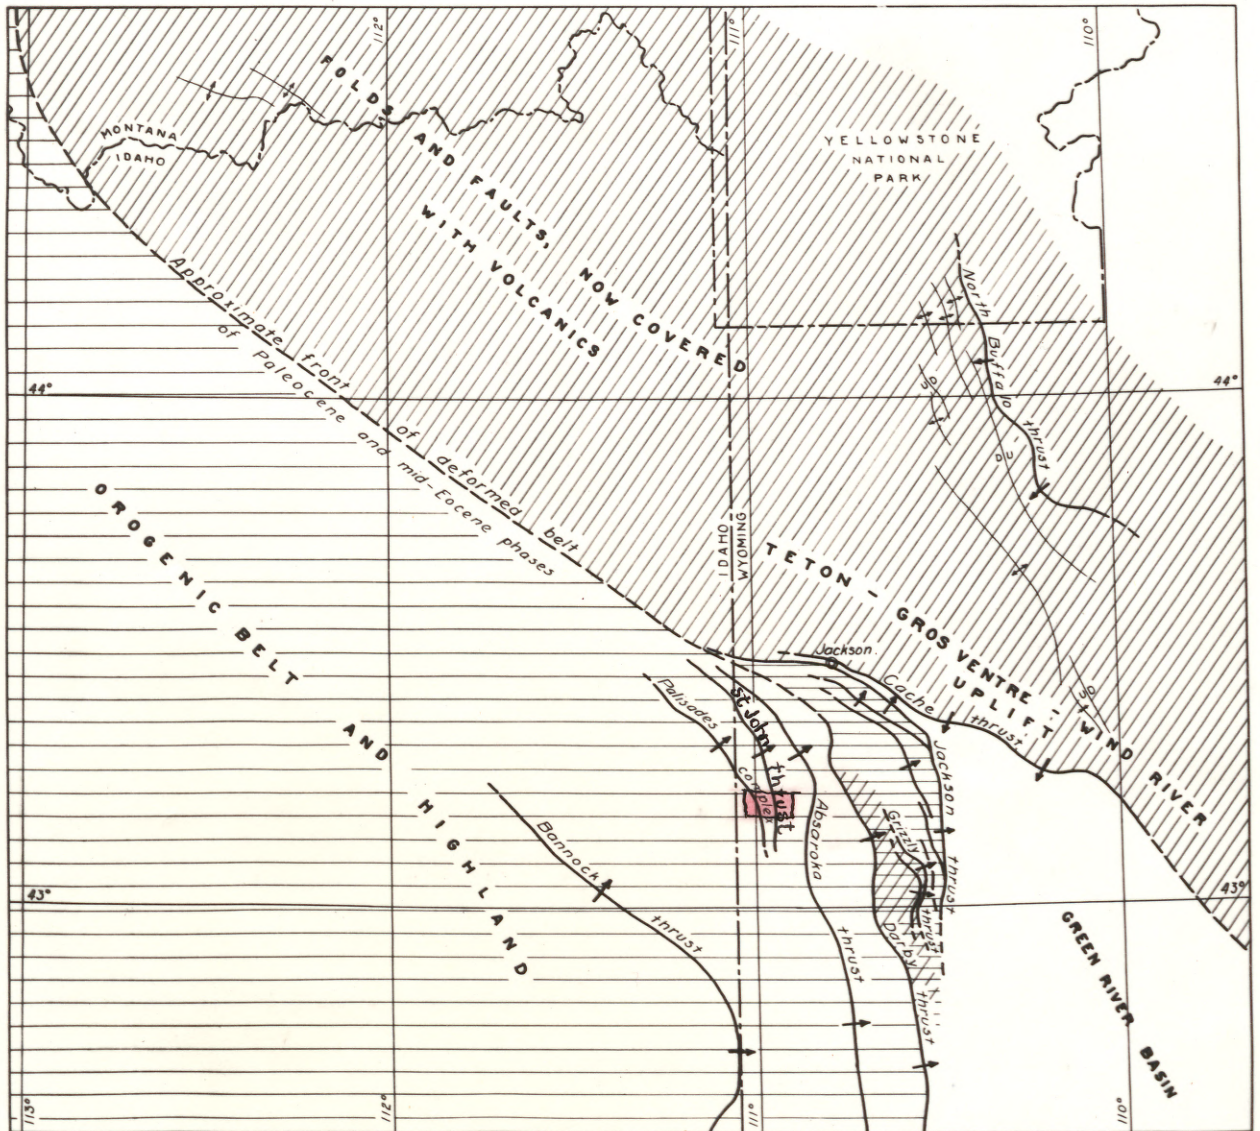 112°
111°
110°
FOLDS AND FAULTS, NOW COVERED
WITH VOLCANICS
MONTANA
IDAHO
YELLOWSTONE
NATIONAL
PARK
Approximate front of deformed belt
of Paleocene and mid-Eocene phases
North Buffalo thrust
44°
44°
D
U
U
D
IDAHO
WYOMING
OROGENIC BELT AND HIGHLAND
TETON - GROS VENTRE - WIND RIVER
UPLIFT
D
U
Jackson
Cache thrust
Palisades complex
St John thrust
Absaroka thrust
Jackson thrust
Grizzly thrust
Darby thrust
Bannock thrust
43°
43°
GREEN RIVER BASIN
113°
112°
111°
110°